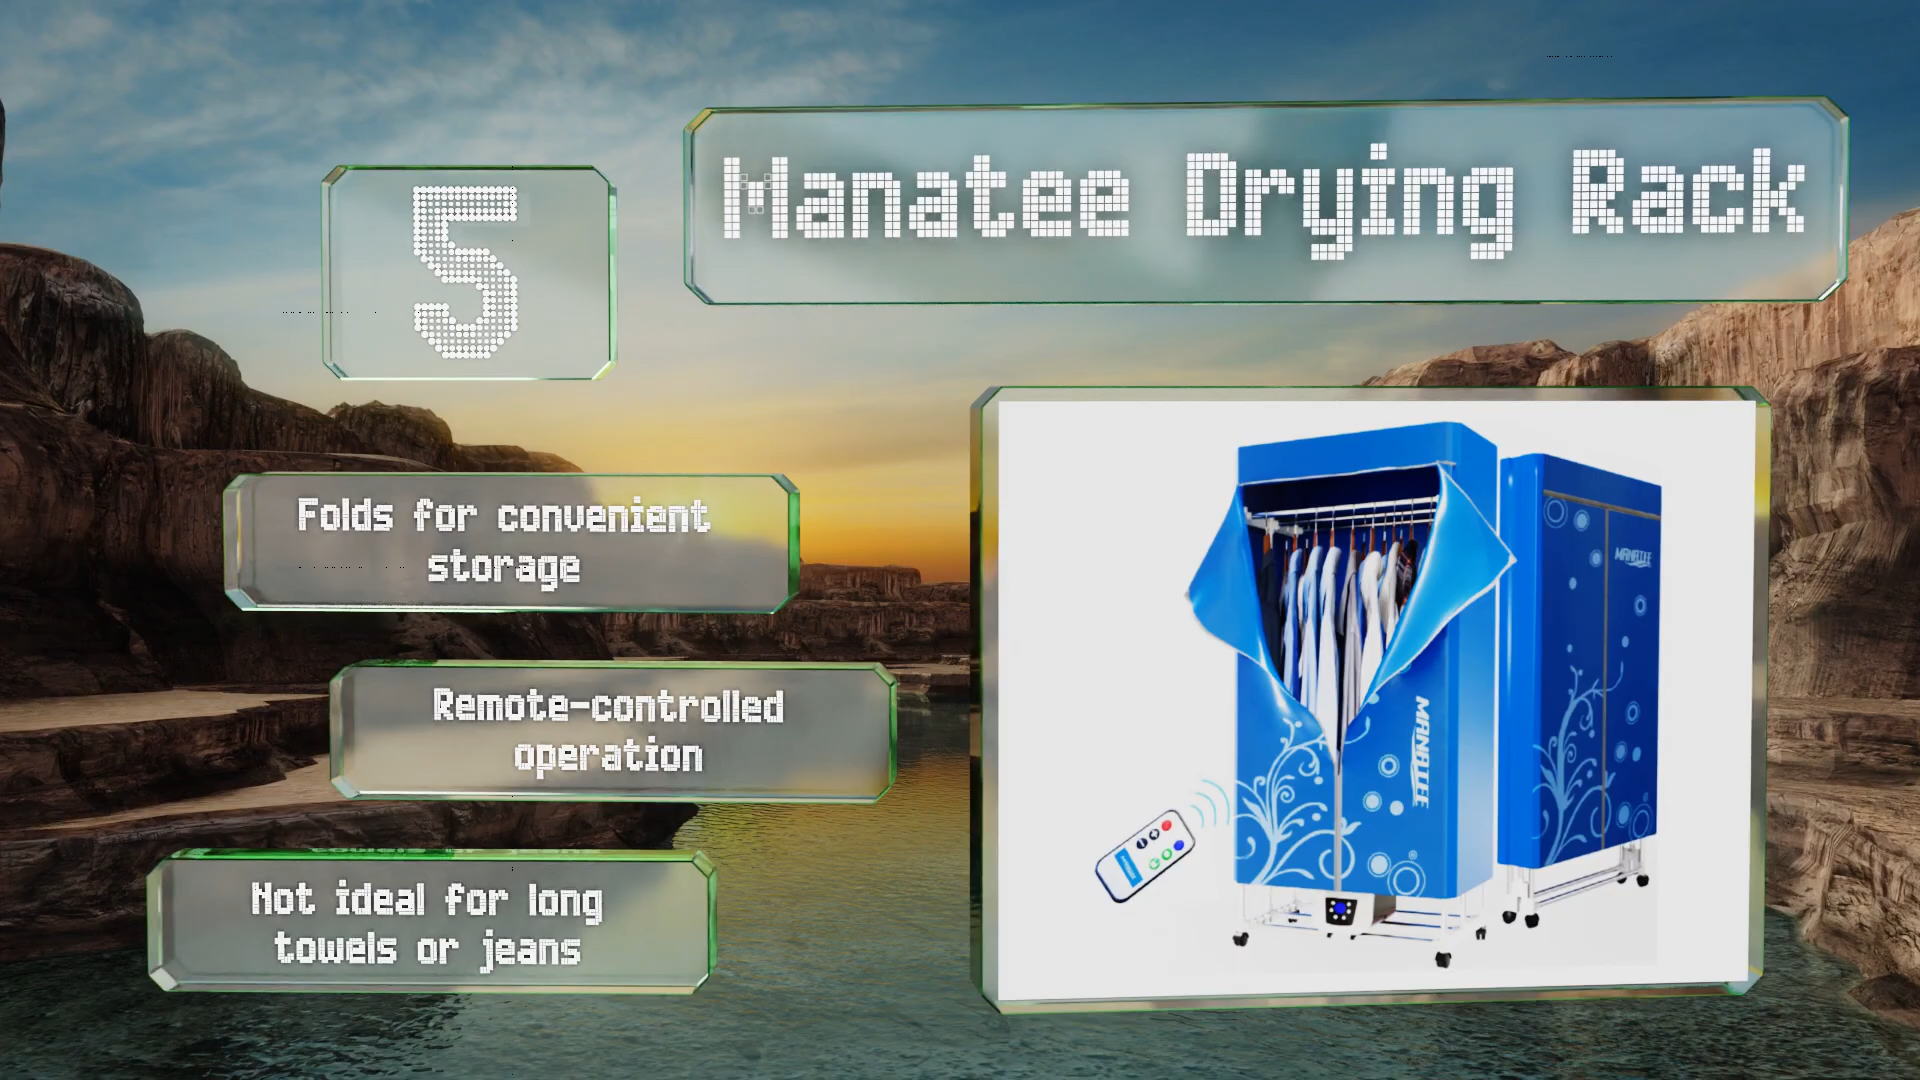 5
Manatee Drying Rack
Folds for convenient
storage
Remote-controlled
operation
Not ideal for long
towels or jeans
MANATEE
MANATEE